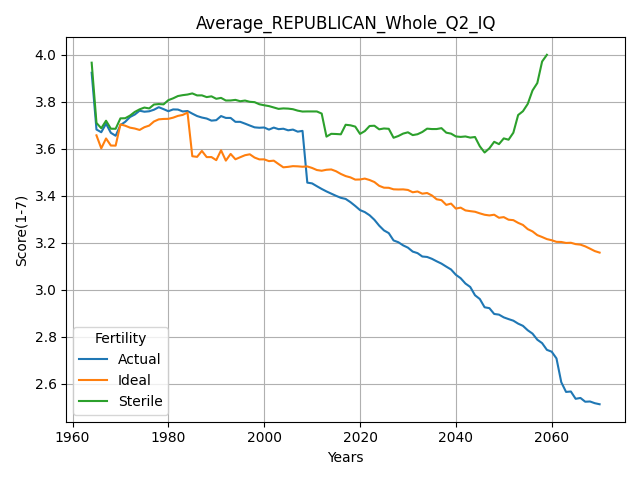 Average_REPUBLICAN_Whole_Q2_IQ
Score(1-7)
4.0
3.8
3.6
3.4
3.2
3.0
2.8
2.6
Fertility
Actual
Ideal
Sterile
1960 1980 2000 2020 2040 2060
Years